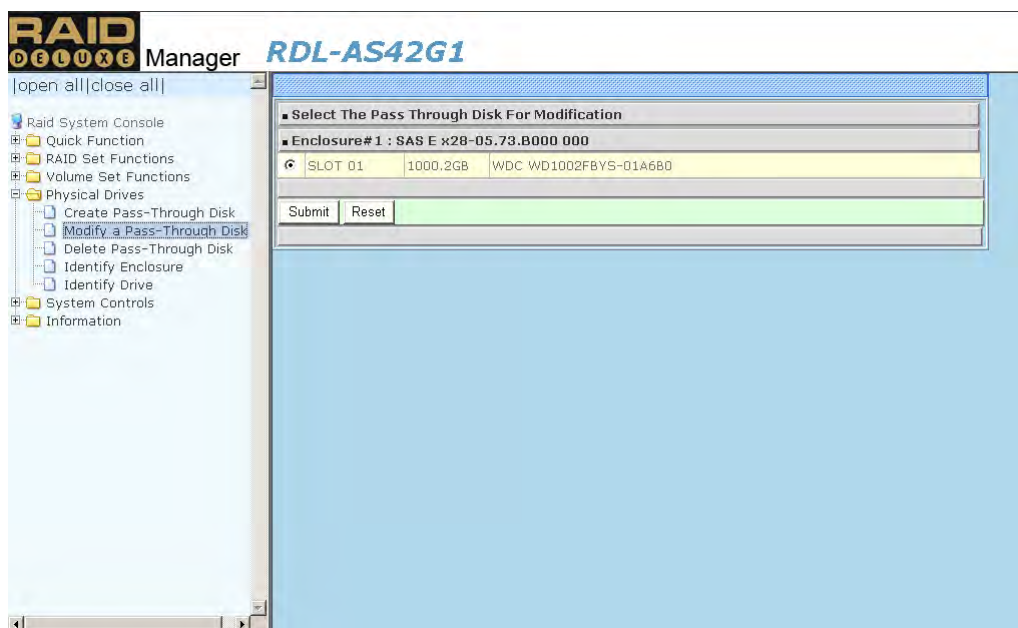 RAID
DELUXE Manager
RDL-AS42G1
|open all|close all|
Raid System Console
Quick Function
RAID Set Functions
Volume Set Functions
Physical Drives
Create Pass-Through Disk
Modify a Pass-Through Disk
Delete Pass-Through Disk
Identify Enclosure
Identify Drive
System Controls
Information
Select The Pass Through Disk For Modification
Enclosure#1 : SAS E x28-05.73.B000 000
SLOT 01 1000.2GB WDC WD1002FBYS-01A6B0
Submit Reset